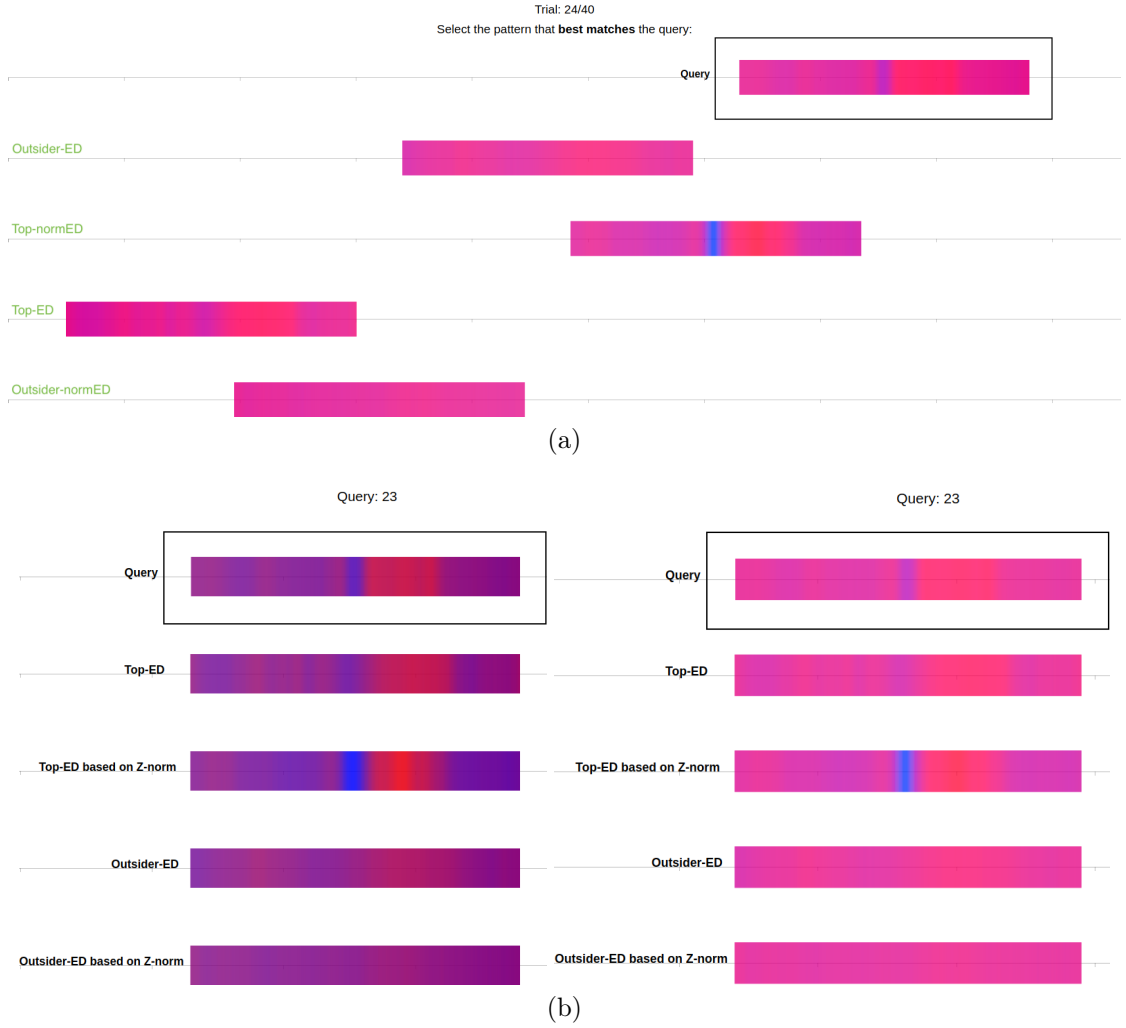 Trial: 24/40
Select the pattern that best matches the query:
Query
Outsider-ED
Top-normED
Top-ED
Outsider-normED
(a)
Query: 23
Query
Top-ED
Top-ED based on Z-norm
Outsider-ED
Outsider-ED based on Z-norm
Query: 23
Query
Top-ED
Top-ED based on Z-norm
Outsider-ED
Outsider-ED based on Z-norm
(b)